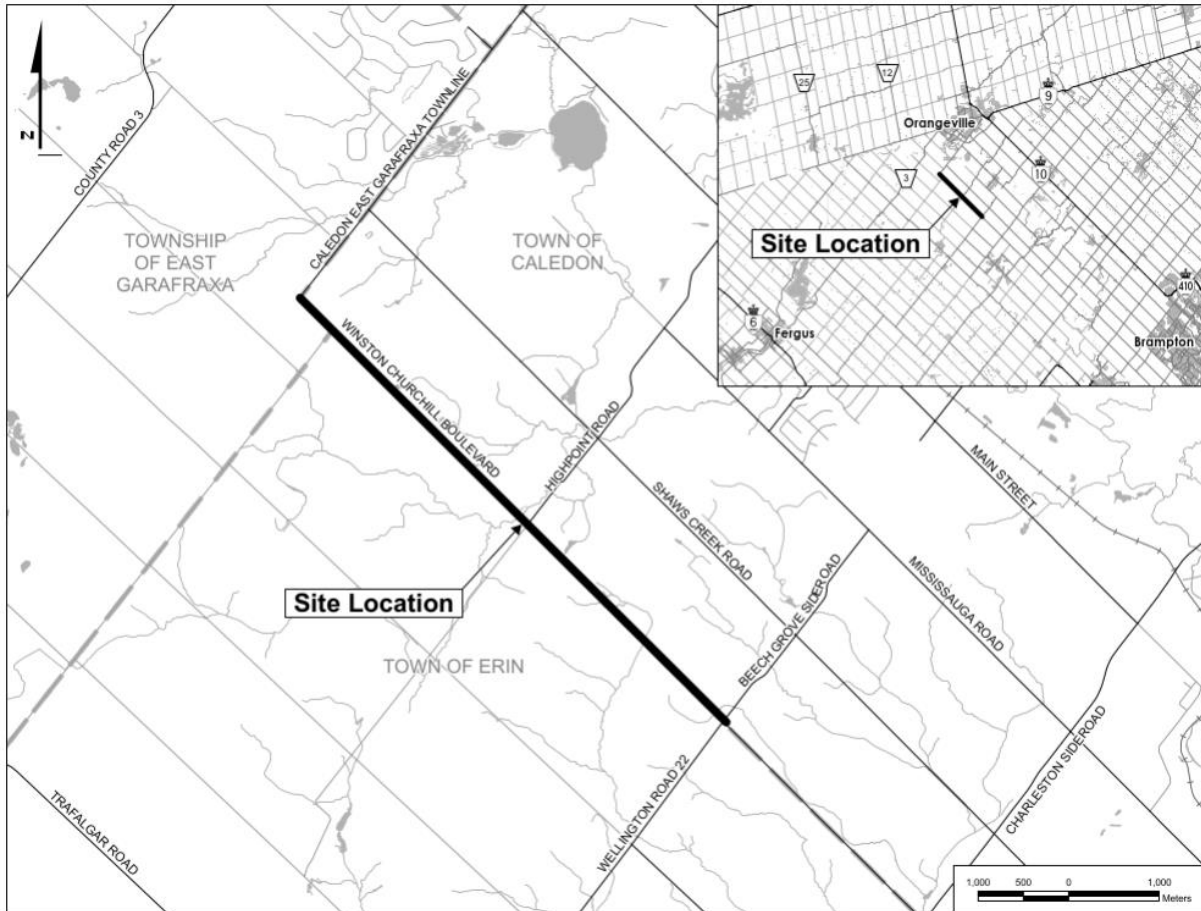 N
COUNTY ROAD 3
CALEDON EAST GARAFRAXA TOWNLINE
TOWNSHIP
OF EAST
GARAFRAXA
TOWN OF
CALEDON
25
12
9
Orangeville
3
10
Site Location
410
6
Fergus
Brampton
WINSTON CHURCHILL BOULEVARD
HIGHPOINT ROAD
MAIN STREET
SHAWS CREEK ROAD
MISSISSAUGA ROAD
Site Location
BEECH GROVE SIDEROAD
TOWN OF ERIN
CHARLESTON SIDEROAD
WELLINGTON ROAD 22
TRAFALGAR ROAD
1,000 500 0 1,000
Meters